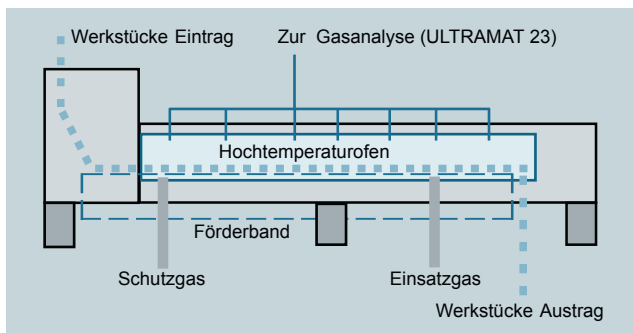 Werkstücke Eintrag
Zur Gasanalyse (ULTRAMAT 23)
Hochtemperaturofen
Förderband
Schutzgas
Einsatzgas
Werkstücke Austrag